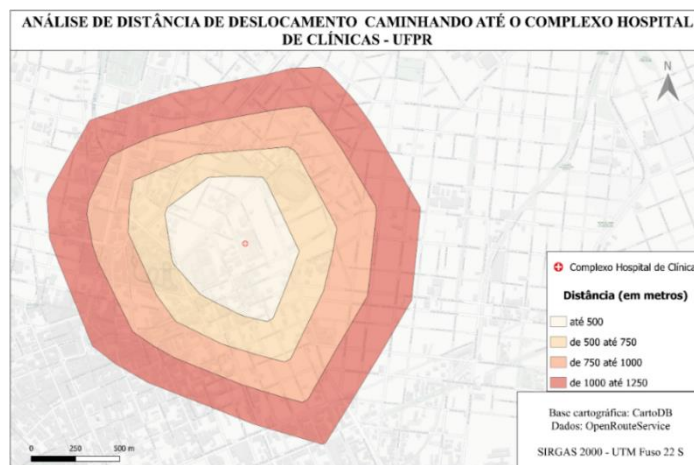 ANÁLISE DE DISTÂNCIA DE DESLOCAMENTO CAMINHANDO ATÉ O COMPLEXO HOSPITAL
DE CLÍNICAS - UFPR
N
Complexo Hospital de Clínica
Distância (em metros)
até 500
de 500 até 750
de 750 até 1000
de 1000 até 1250
Base cartográfica: CartoDB
Dados: OpenRouteService
SIRGAS 2000 - UTM Fuso 22 S
0 250 500 m